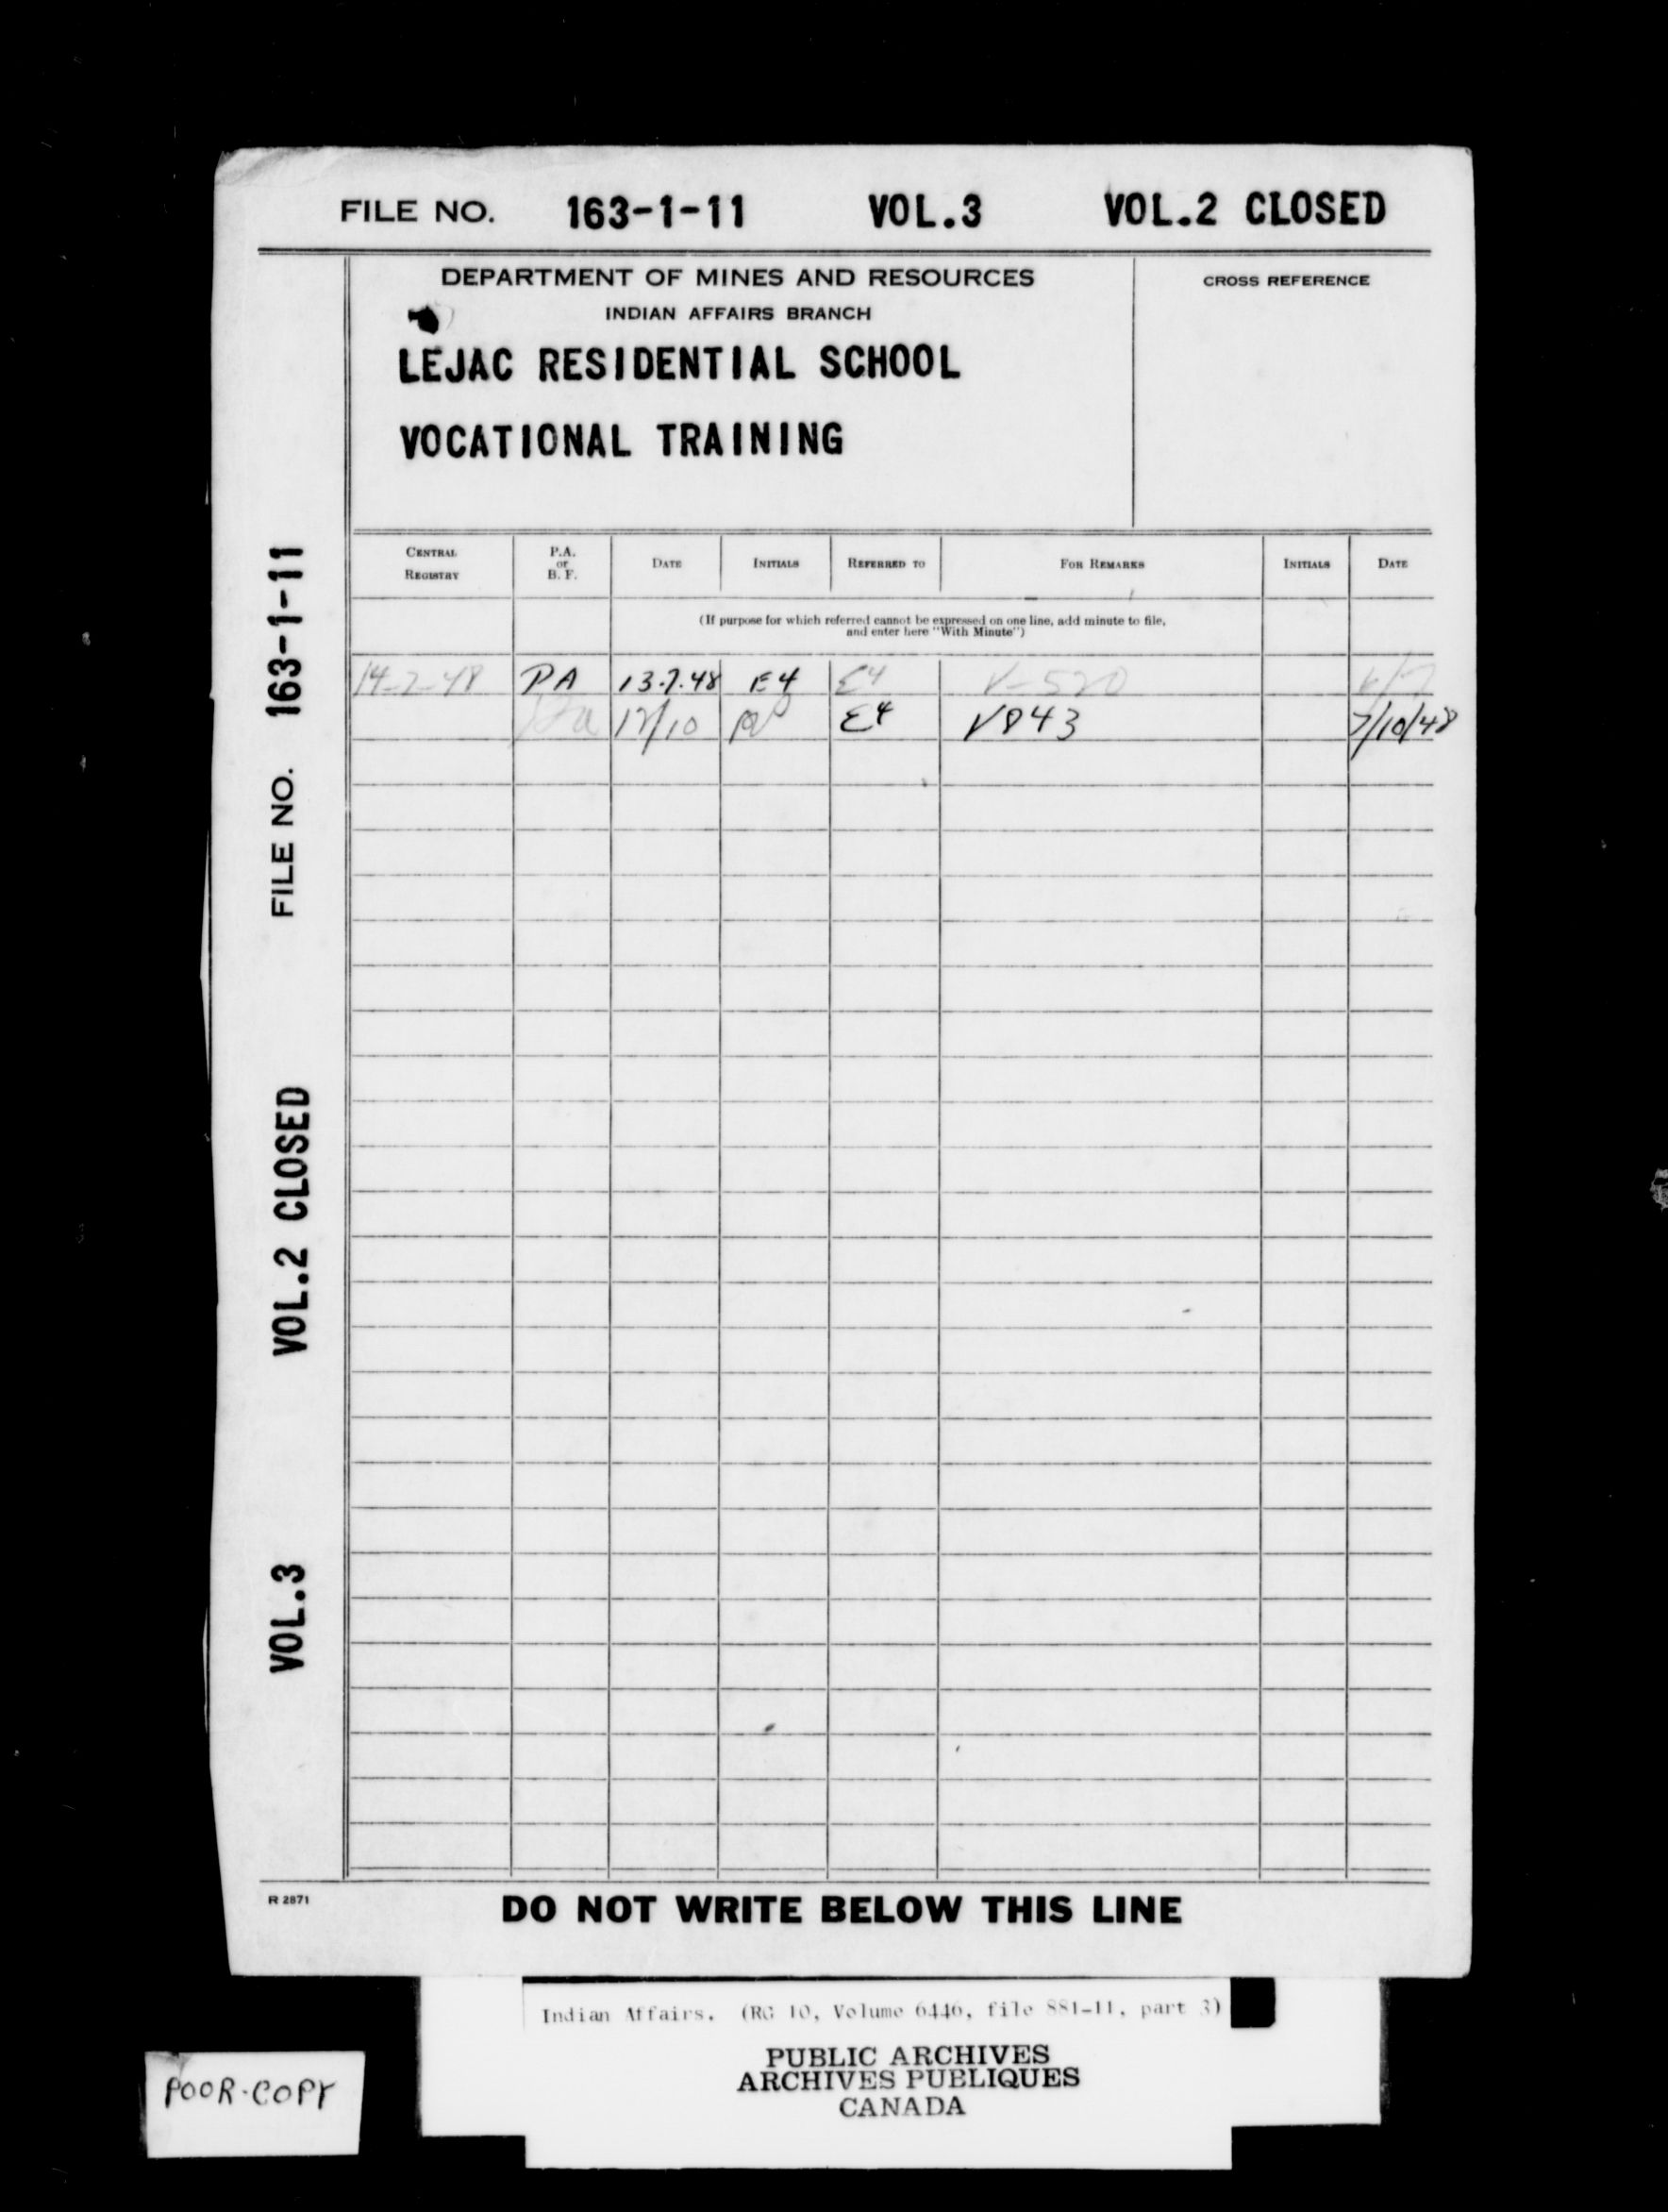 FILE NO. 163-1-11 VOL.3 VOL.2 CLOSED
DEPARTMENT OF MINES AND RESOURCES
CROSS REFERENCE
INDIAN AFFAIRS BRANCH
LEJAC RESIDENTIAL SCHOOL
VOCATIONAL TRAINING
CENTRAL REGISTRY P.A. or B. F. DATE INITIALS REFERRED TO FOR REMARKS INITIALS DATE
(If purpose for which referred cannot be expressed on one line, add minute to file,
and enter here "With Minute")
14-7-48 PA 13.7.48 E4 E4 V-520 6/7
Pa 12/10 E4 V843 7/10/48
FILE NO. 163-1-11
VOL.2 CLOSED
VOL.3
R 2871
DO NOT WRITE BELOW THIS LINE
Indian Affairs. (RG 10, Volume 6446, file 881-11, part 3)
PUBLIC ARCHIVES
ARCHIVES PUBLIQUES
CANADA
POOR-COPY